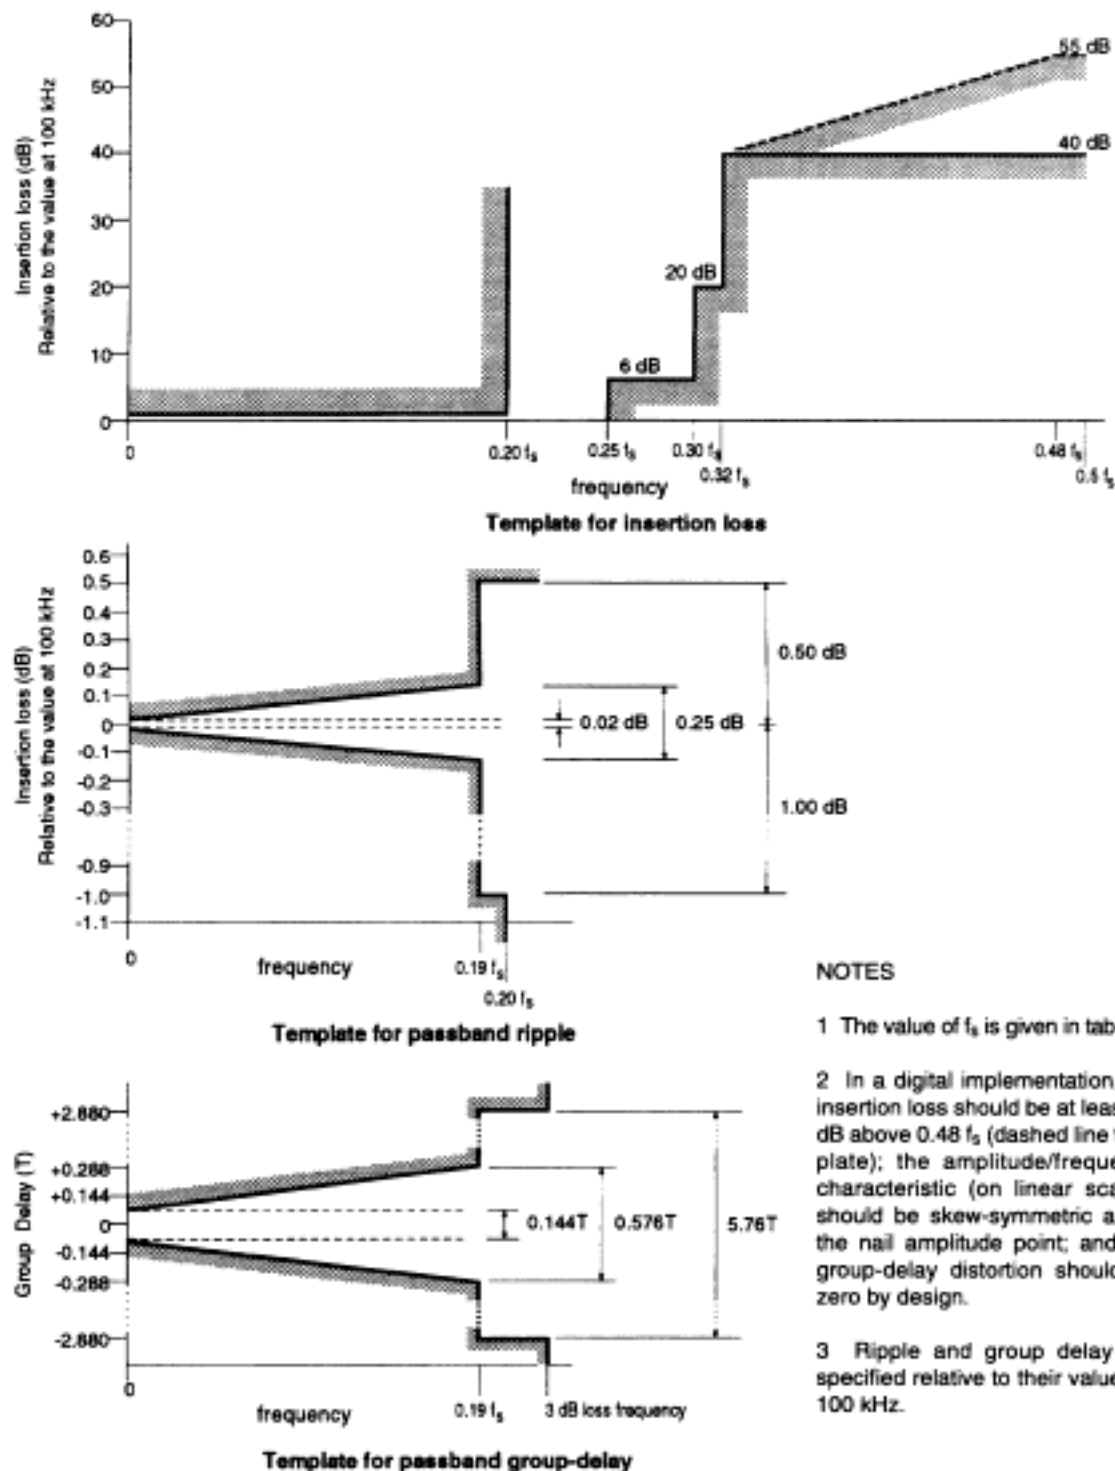 60
50
40
30
20
10
0
Insertion loss (dB)
Relative to the value at 100 kHz
55 dB
40 dB
20 dB
6 dB
0
0.20 fs
0.25 fs
0.30 fs
0.32 fs
0.48 fs
0.5 fs
frequency
Template for insertion loss
0.6
0.5
0.4
0.3
0.2
0.1
0
-0.1
-0.2
-0.3
-0.9
-1.0
-1.1
Insertion loss (dB)
Relative to the value at 100 kHz
0.50 dB
0.02 dB
0.25 dB
1.00 dB
0
frequency
0.19 fs
0.20 fs
Template for passband ripple
+2.880
+0.288
+0.144
0
-0.144
-0.288
-2.880
Group Delay (T)
0.144T
0.576T
5.76T
0
frequency
0.19 fs
3 dB loss frequency
Template for passband group-delay
NOTES
1 The value of fs is given in tab
2 In a digital implementation
insertion loss should be at leas
dB above 0.48 fs (dashed line
plate); the amplitude/freque
characteristic (on linear sca
should be skew-symmetric a
the nail amplitude point; and
group-delay distortion should
zero by design.
3 Ripple and group delay
specified relative to their value
100 kHz.